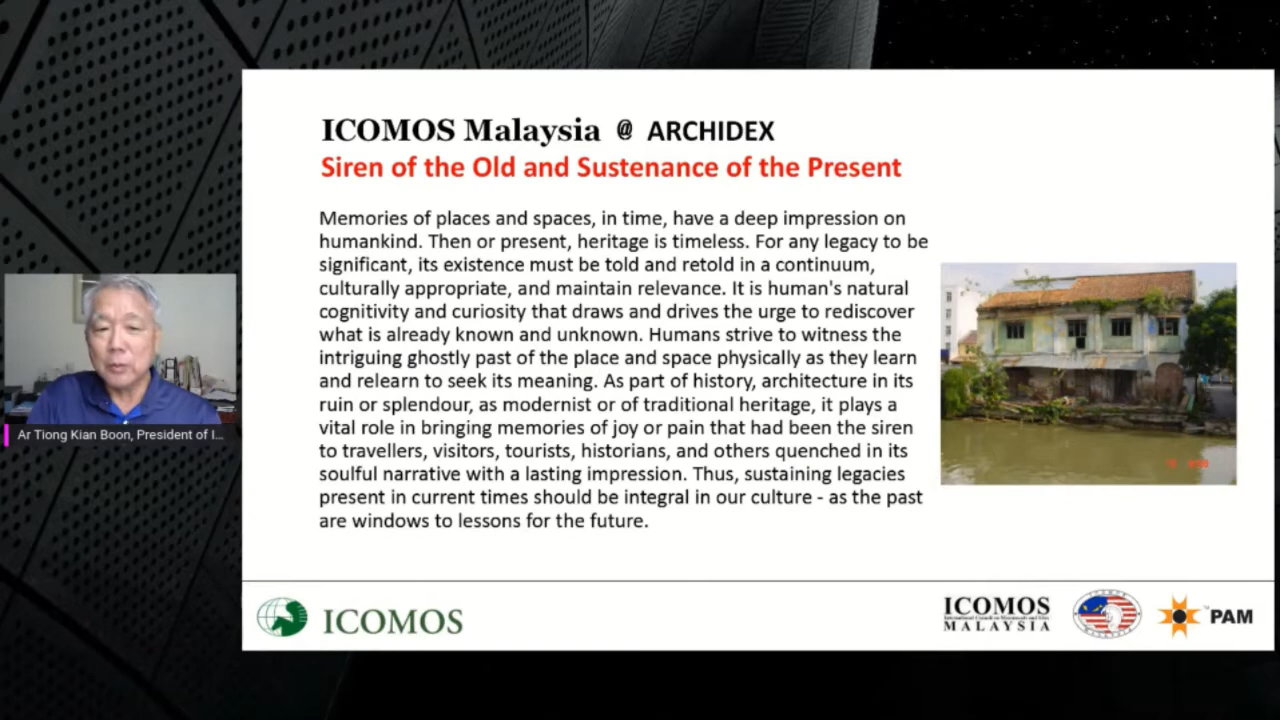 ICOMOS Malaysia @ ARCHIDEX
Siren of the Old and Sustenance of the Present
Memories of places and spaces, in time, have a deep impression on
humankind. Then or present, heritage is timeless. For any legacy to be
significant, its existence must be told and retold in a continuum,
culturally appropriate, and maintain relevance. It is human's natural
cognitivity and curiosity that draws and drives the urge to rediscover
what is already known and unknown. Humans strive to witness the
intriguing ghostly past of the place and space physically as they learn
and relearn to seek its meaning. As part of history, architecture in its
ruin or splendour, as modernist or of traditional heritage, it plays a
vital role in bringing memories of joy or pain that had been the siren
to travellers, visitors, tourists, historians, and others quenched in its
soulful narrative with a lasting impression. Thus, sustaining legacies
present in current times should be integral in our culture - as the past
are windows to lessons for the future.
Ar Tiong Kian Boon, President of I...
ICOMOS
ICOMOS
International Council on Monuments and Sites
MALAYSIA
PAM